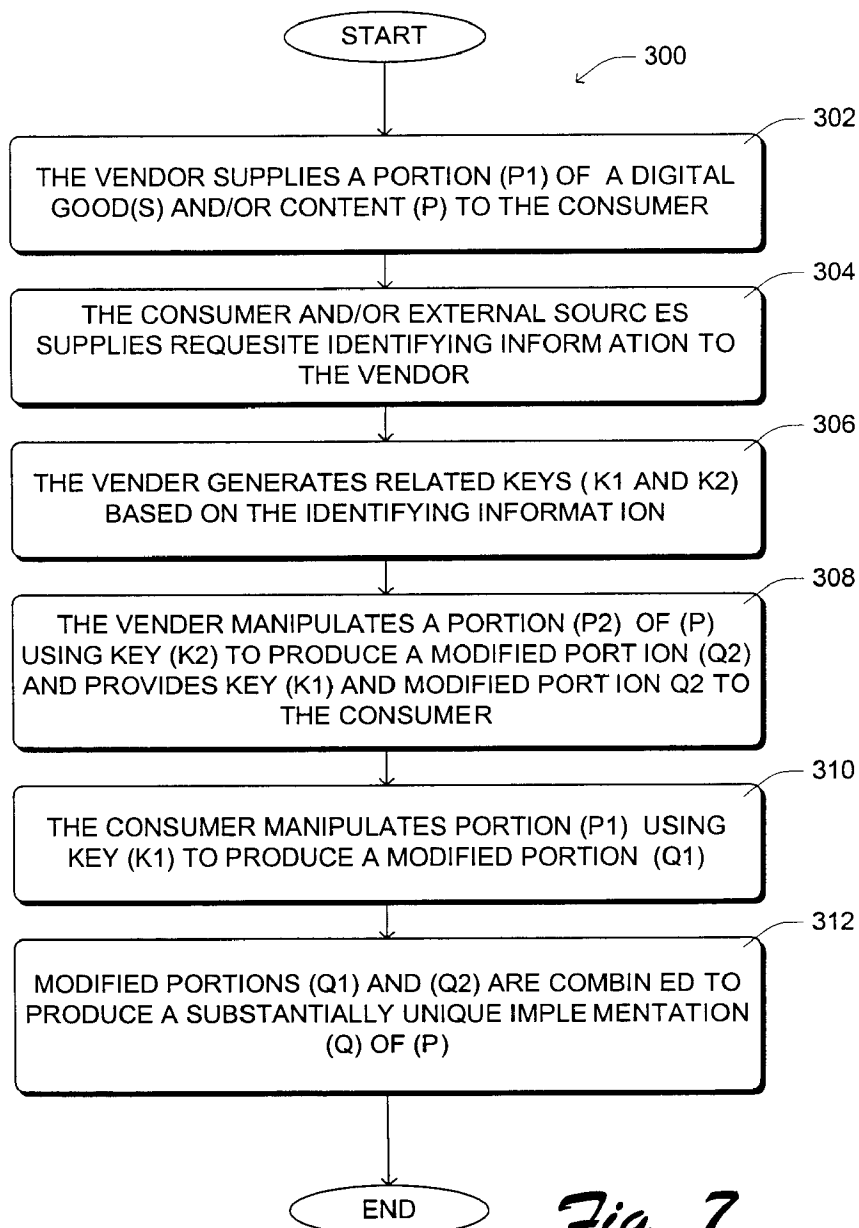 START
300
302
THE VENDOR SUPPLIES A PORTION (P1) OF A DIGITAL
GOOD(S) AND/OR CONTENT (P) TO THE CONSUMER
304
THE CONSUMER AND/OR EXTERNAL SOURC ES
SUPPLIES REQUESITE IDENTIFYING INFORM ATION TO
THE VENDOR
306
THE VENDER GENERATES RELATED KEYS ( K1 AND K2)
BASED ON THE IDENTIFYING INFORMAT ION
308
THE VENDER MANIPULATES A PORTION (P2) OF (P)
USING KEY (K2) TO PRODUCE A MODIFIED PORT ION (Q2)
AND PROVIDES KEY (K1) AND MODIFIED PORT ION Q2 TO
THE CONSUMER
310
THE CONSUMER MANIPULATES PORTION (P1) USING
KEY (K1) TO PRODUCE A MODIFIED PORTION (Q1)
312
MODIFIED PORTIONS (Q1) AND (Q2) ARE COMBIN ED TO
PRODUCE A SUBSTANTIALLY UNIQUE IMPLE MENTATION
(Q) OF (P)
END
Fig. 7